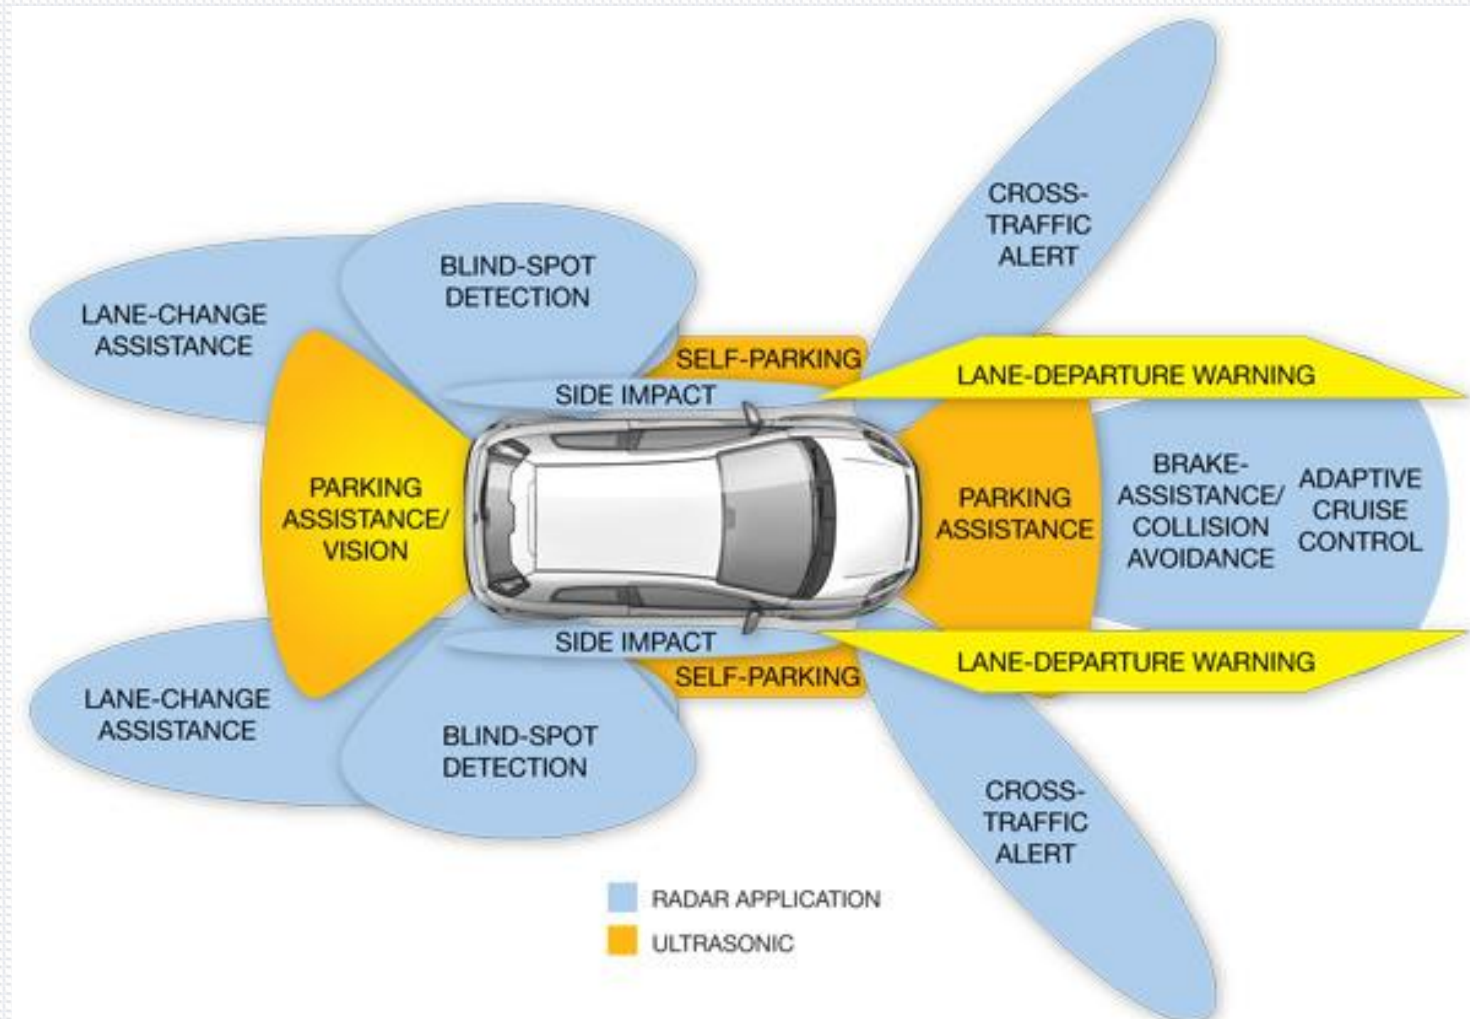 CROSS-
TRAFFIC
ALERT
BLIND-SPOT
DETECTION
LANE-CHANGE
ASSISTANCE
SELF-PARKING
SIDE IMPACT
LANE-DEPARTURE WARNING
PARKING
ASSISTANCE/
VISION
PARKING
ASSISTANCE
BRAKE-
ASSISTANCE/
COLLISION
AVOIDANCE
ADAPTIVE
CRUISE
CONTROL
SIDE IMPACT
SELF-PARKING
LANE-DEPARTURE WARNING
LANE-CHANGE
ASSISTANCE
BLIND-SPOT
DETECTION
CROSS-
TRAFFIC
ALERT
RADAR APPLICATION
ULTRASONIC